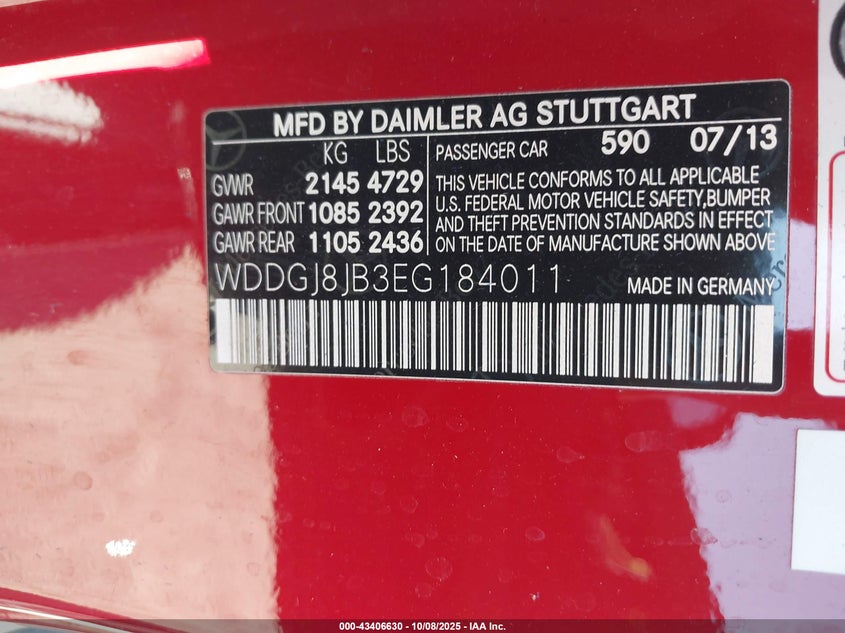 MFD BY DAIMLER AG STUTTGART
KG LBS
GVWR 2145 4729
GAWR FRONT 1085 2392
GAWR REAR 1105 2436
PASSENGER CAR 590 07/13
THIS VEHICLE CONFORMS TO ALL APPLICABLE
U.S. FEDERAL MOTOR VEHICLE SAFETY,BUMPER
AND THEFT PREVENTION STANDARDS IN EFFECT
ON THE DATE OF MANUFACTURE SHOWN ABOVE
WDDGJ8JB3EG184011
MADE IN GERMANY
000-43406630 - 10/08/2025 - IAA Inc.